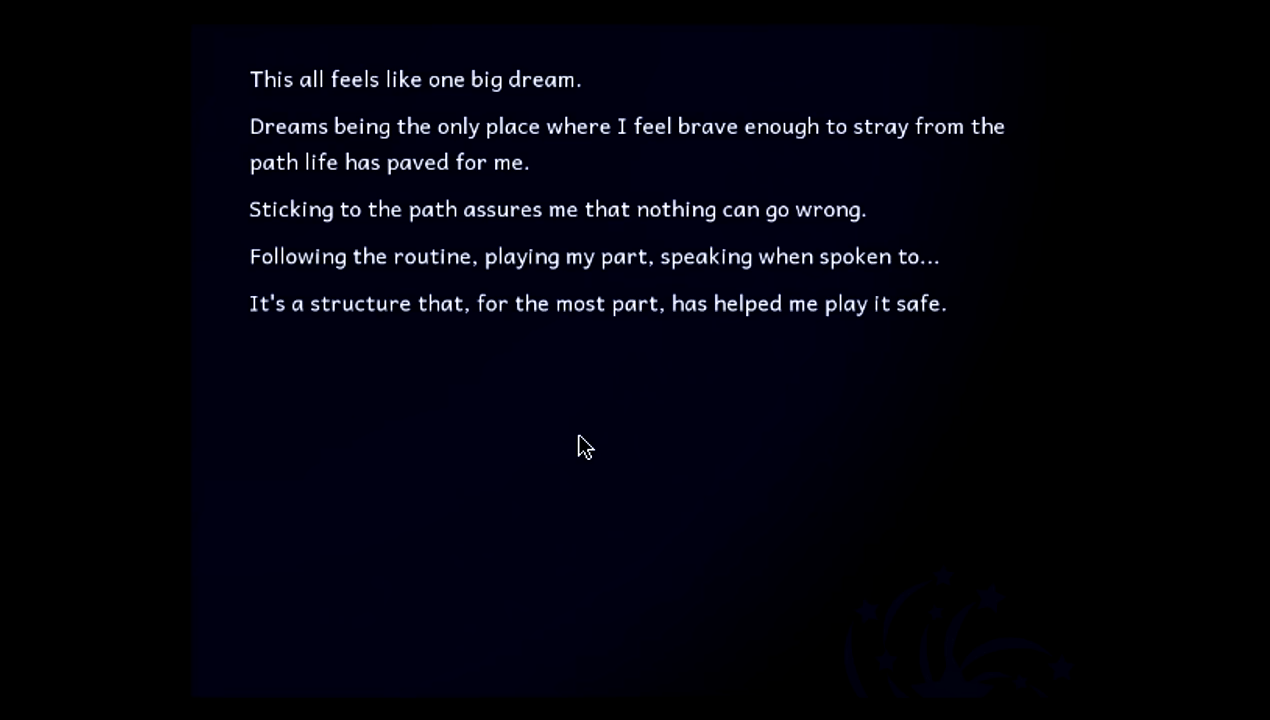 This all feels like one big dream.
Dreams being the only place where I feel brave enough to stray from the
path life has paved for me.
Sticking to the path assures me that nothing can go wrong.
Following the routine, playing my part, speaking when spoken to...
It's a structure that, for the most part, has helped me play it safe.